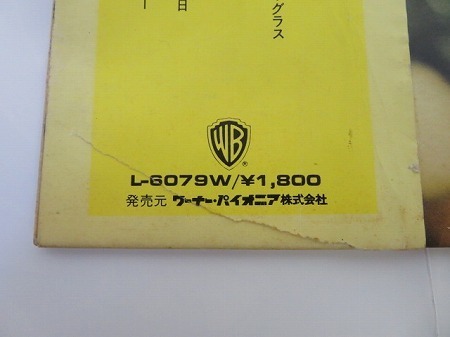 グラス
日
ー
WB
®
L-6079W/¥1,800
発売元 ワーナー・パイオニア株式会社